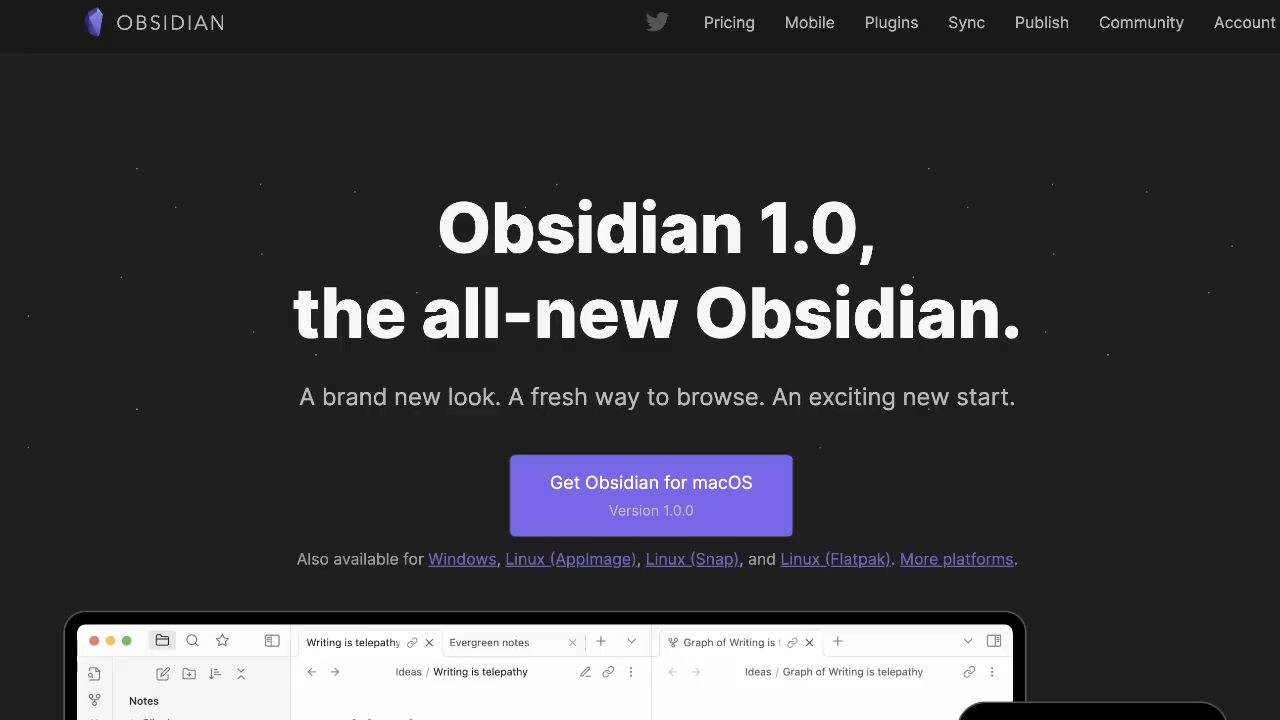 OBSIDIAN Pricing Mobile Plugins Sync Publish Community Account
Obsidian 1.0,
the all-new Obsidian.
A brand new look. A fresh way to browse. An exciting new start.
Get Obsidian for macOS
Version 1.0.0
Also available for Windows, Linux (AppImage), Linux (Snap), and Linux (Flatpak). More platforms.
Writing is telepathy Evergreen notes Graph of Writing is
Ideas / Writing is telepathy Ideas / Graph of Writing is telepathy
Notes